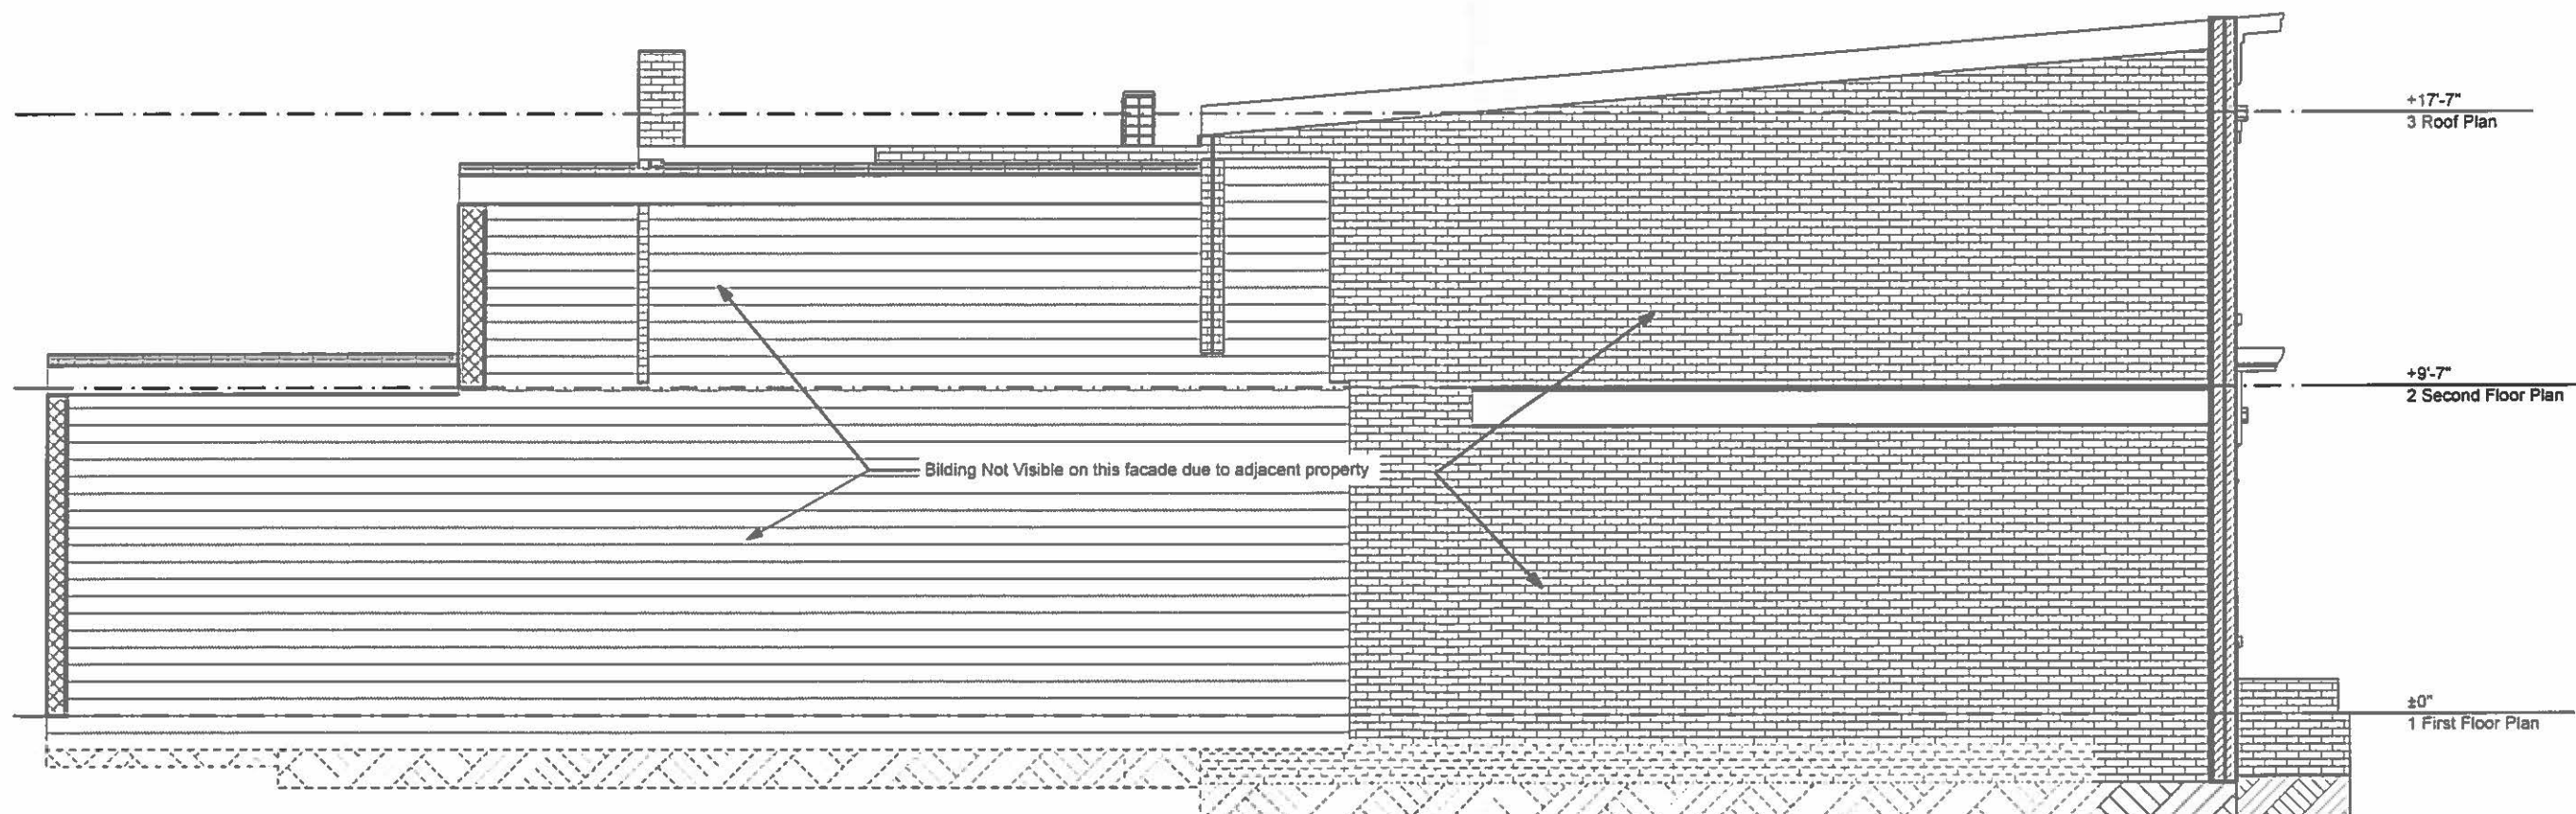 +17'-7"
3 Roof Plan
+9'-7"
2 Second Floor Plan
Bilding Not Visible on this facade due to adjacent property
±0"
1 First Floor Plan